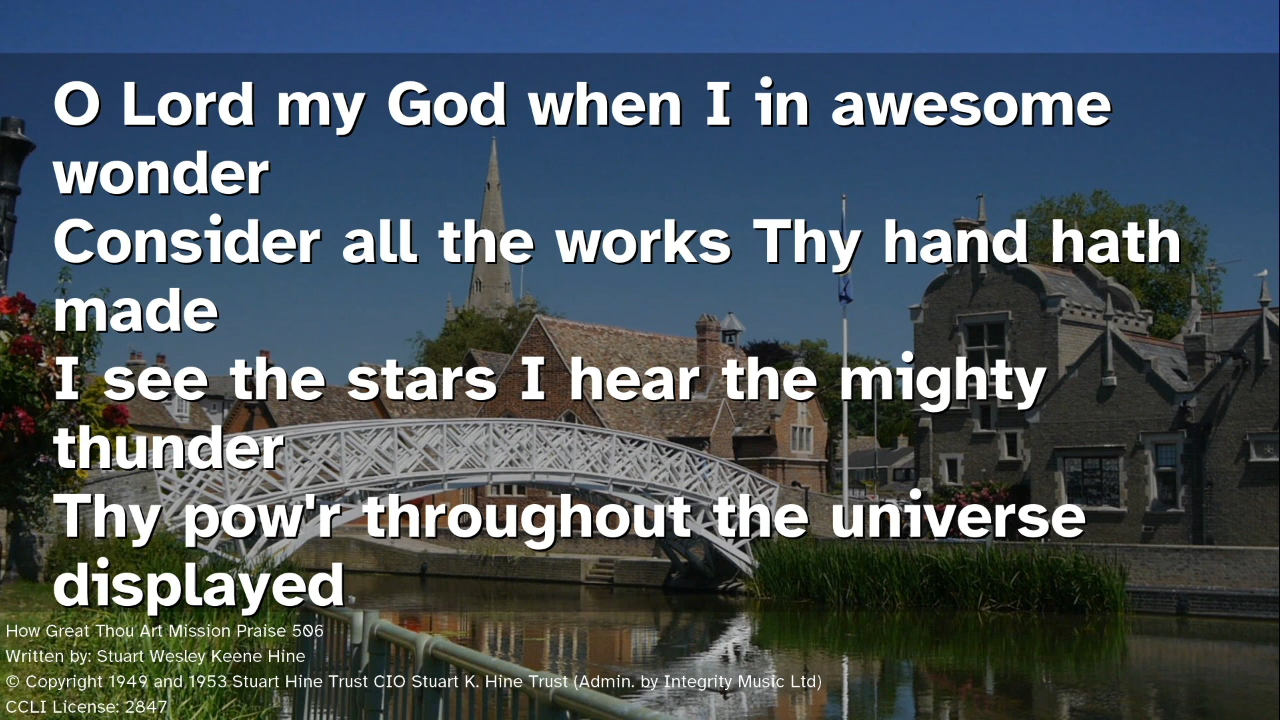 O Lord my God when I in awesome
wonder
Consider all the works Thy hand hath
made
I see the stars I hear the mighty
thunder
Thy pow'r throughout the universe
displayed
How Great Thou Art Mission Praise 506
Written by: Stuart Wesley Keene Hine
© Copyright 1949 and 1953 Stuart Hine Trust CIO Stuart K. Hine Trust (Admin. by Integrity Music Ltd)
CCLI License: 2847